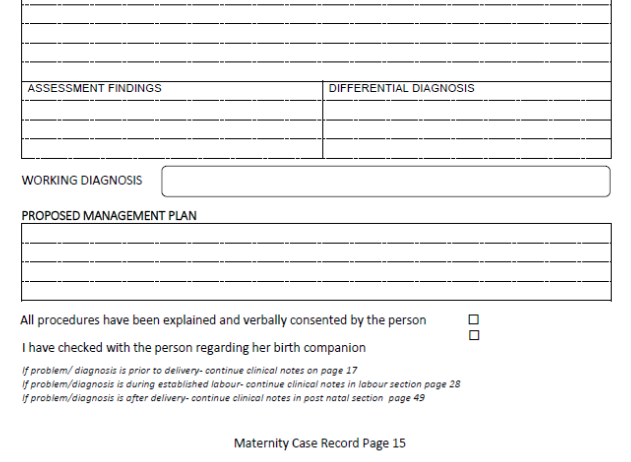 ASSESSMENT FINDINGS DIFFERENTIAL DIAGNOSIS
WORKING DIAGNOSIS
PROPOSED MANAGEMENT PLAN
All procedures have been explained and verbally consented by the person ☐
☐
I have checked with the person regarding her birth companion
If problem/ diagnosis is prior to delivery- continue clinical notes on page 17
If problem/diagnosis is during established labour- continue clinical notes in labour section page 28
If problem/diagnosis is after delivery- continue clinical notes in post natal section page 49
Maternity Case Record Page 15